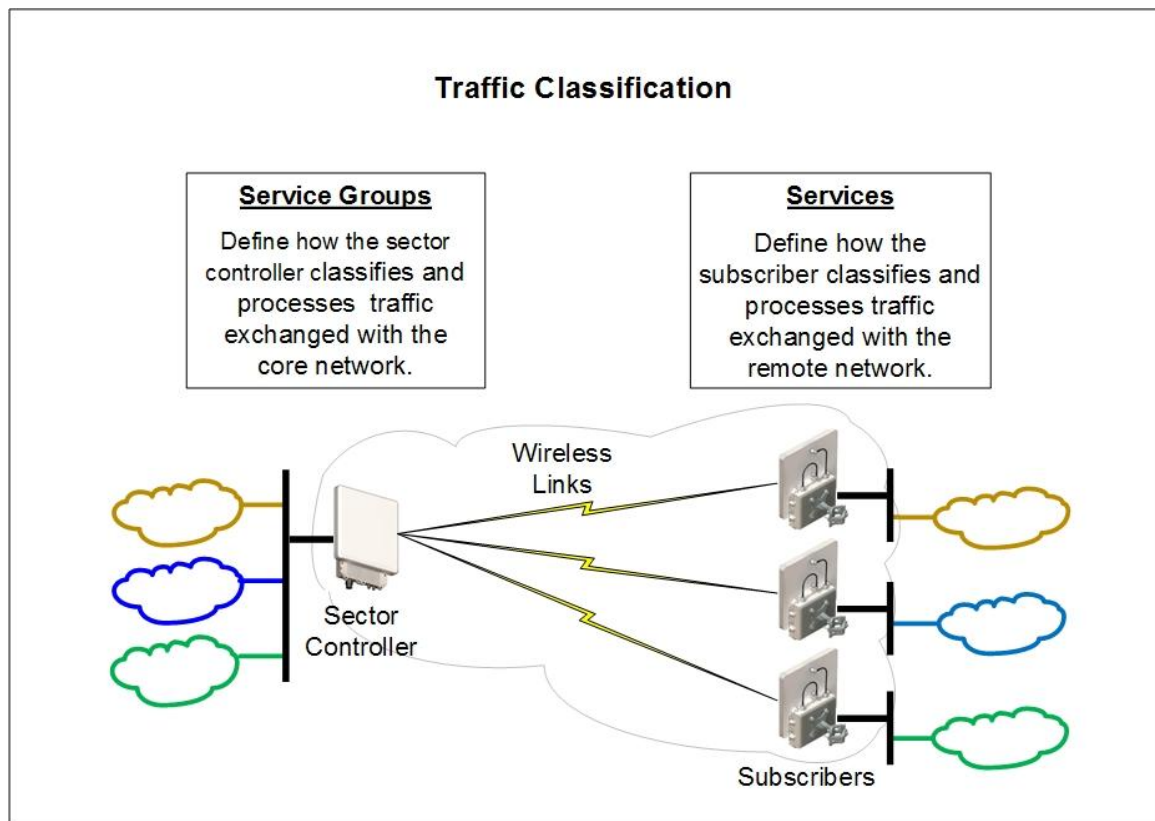 Traffic Classification
Service Groups
Define how the sector
controller classifies and
processes traffic
exchanged with the
core network.
Services
Define how the
subscriber classifies and
processes traffic
exchanged with the
remote network.
Wireless
Links
Sector
Controller
Subscribers